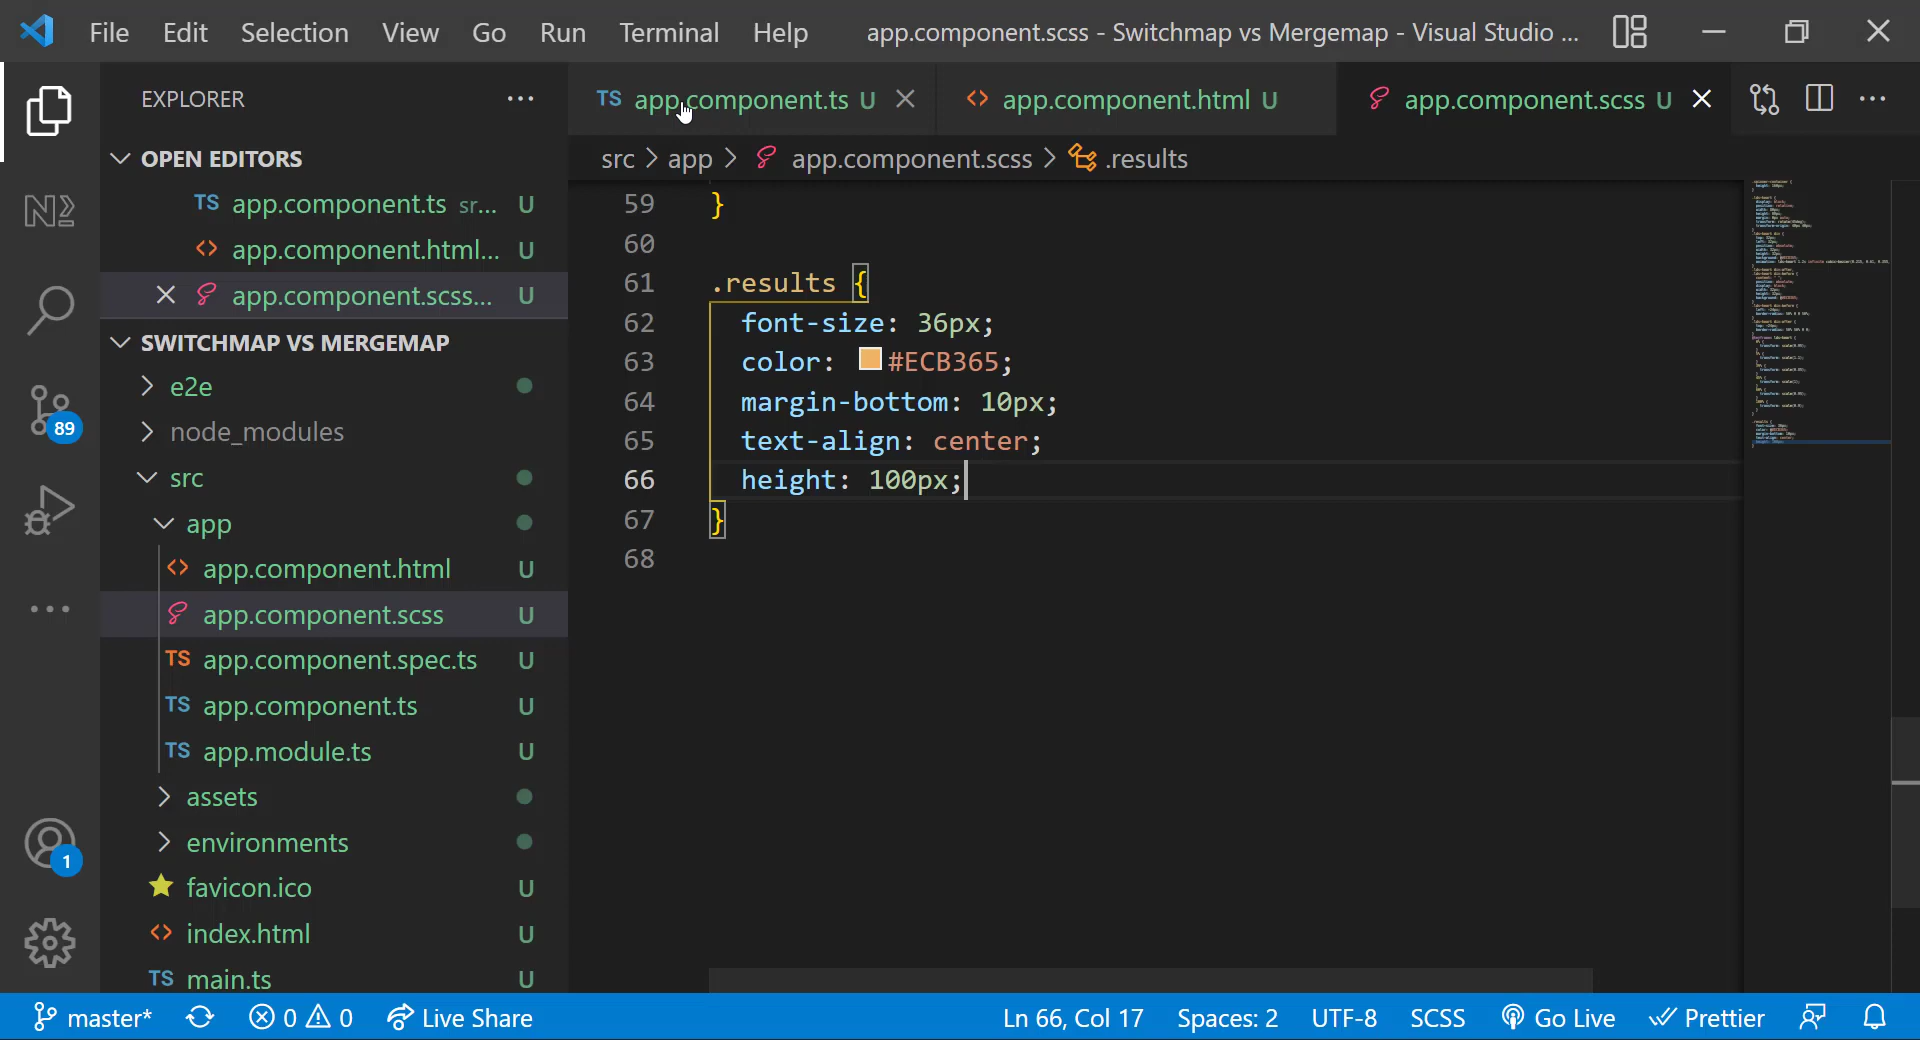 File Edit Selection View Go Run Terminal Help app.component.scss - Switchmap vs Mergemap - Visual Studio ...
EXPLORER
OPEN EDITORS
TS app.component.ts sr... U
<> app.component.html... U
app.component.scss... U
SWITCHMAP VS MERGEMAP
e2e
node_modules
src
app
<> app.component.html U
app.component.scss U
TS app.component.spec.ts U
TS app.component.ts U
TS app.module.ts U
assets
environments
favicon.ico U
<> index.html U
TS main.ts U
89
1
TS app.component.ts U <> app.component.html U app.component.scss U
src > app > app.component.scss > .results
59 }
60
61 .results {
62 font-size: 36px;
63 color: #ECB365;
64 margin-bottom: 10px;
65 text-align: center;
66 height: 100px;
67 }
68
master* 0 0 Live Share Ln 66, Col 17 Spaces: 2 UTF-8 SCSS Go Live Prettier